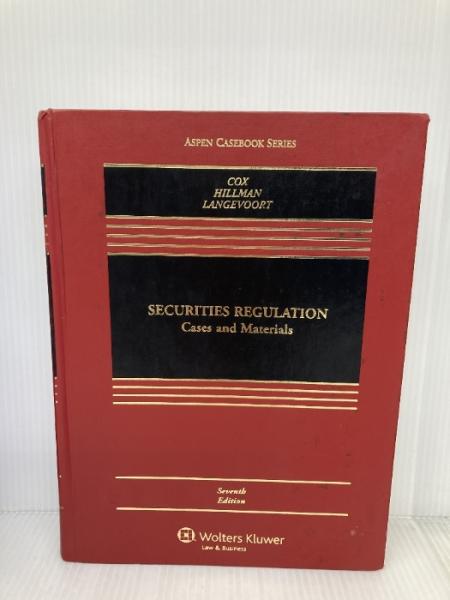 ASPEN CASEBOOK SERIES
COX
HILLMAN
LANGEVOORT
SECURITIES REGULATION
Cases and Materials
Seventh
Edition
Wolters Kluwer
Law & Business